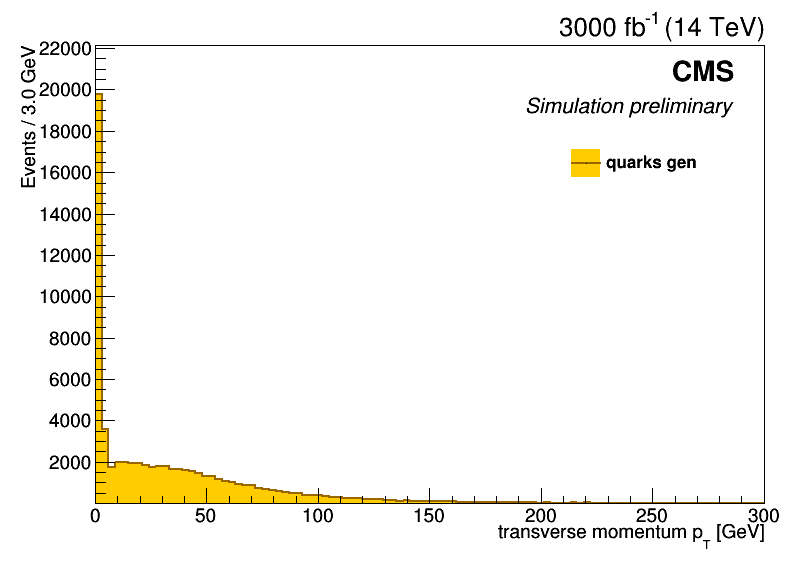 3000 fb-1 (14 TeV)
CMS
Simulation preliminary
quarks gen
Events / 3.0 GeV
22000
20000
18000
16000
14000
12000
10000
8000
6000
4000
2000
0 50 100 150 200 250 300
transverse momentum pT [GeV]